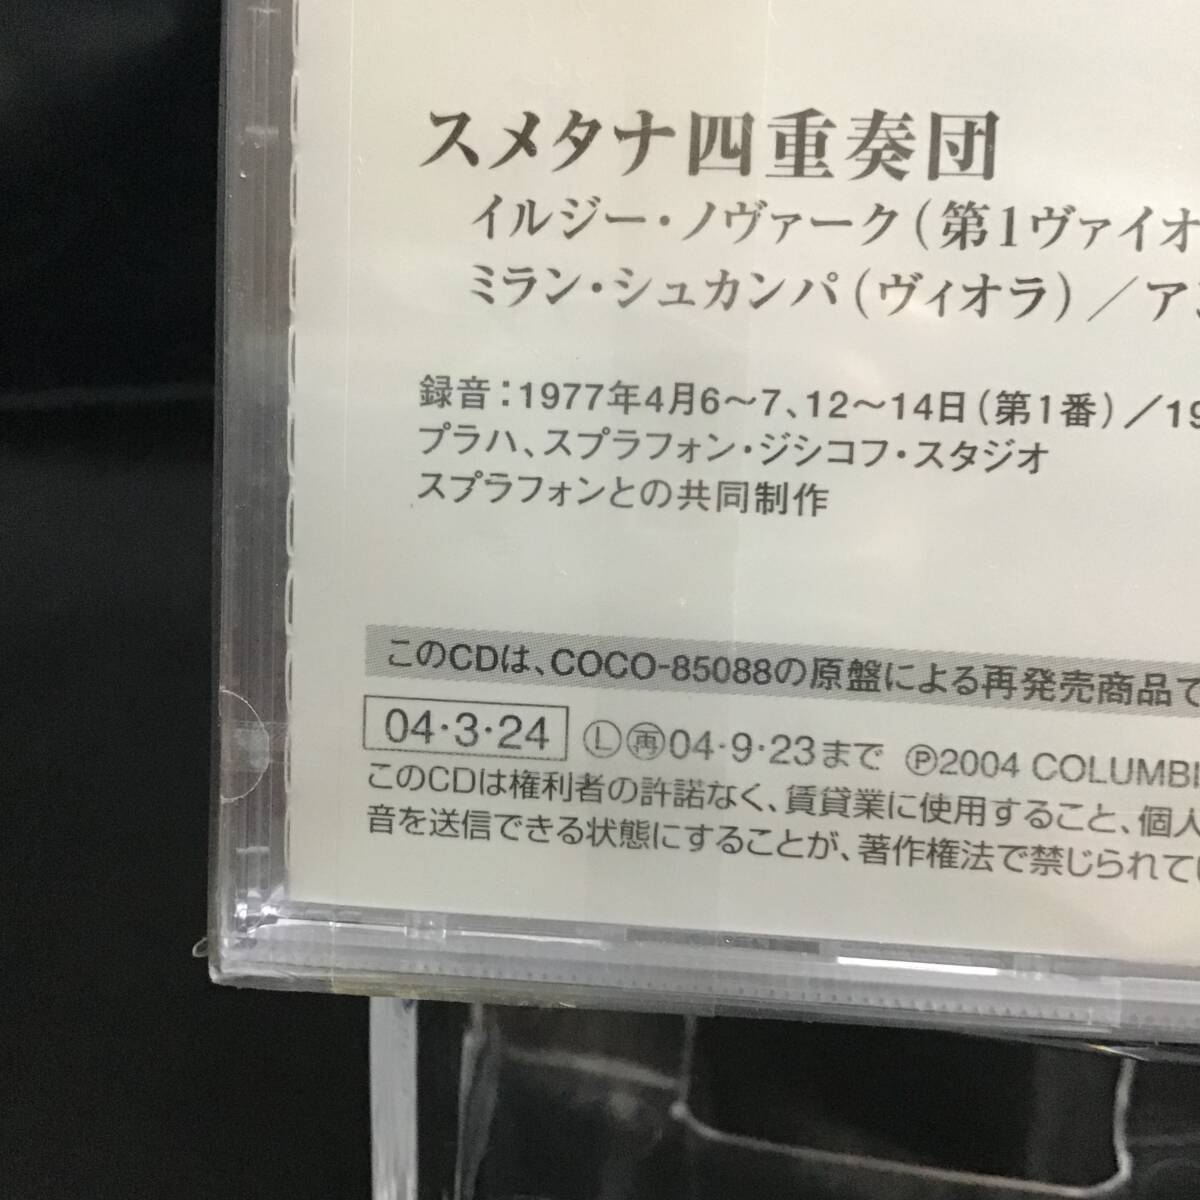 スメタナ四重奏団
イルジー・ノヴァーク(第1ヴァイオ
ミラン・シュカンパ(ヴィオラ)/ア
録音:1977年4月6〜7、12〜14日(第1番)/19
プラハ、スプラフォン・ジシコフ・スタジオ
スプラフォンとの共同制作
このCDは、COCO-85088の原盤による再発売商品で
04・3・24 Ⓛ㊢04・9・23まで Ⓟ2004 COLUMBI
このCDは権利者の許諾なく、賃貸業に使用すること、個人
音を送信できる状態にすることが、著作権法で禁じられてい